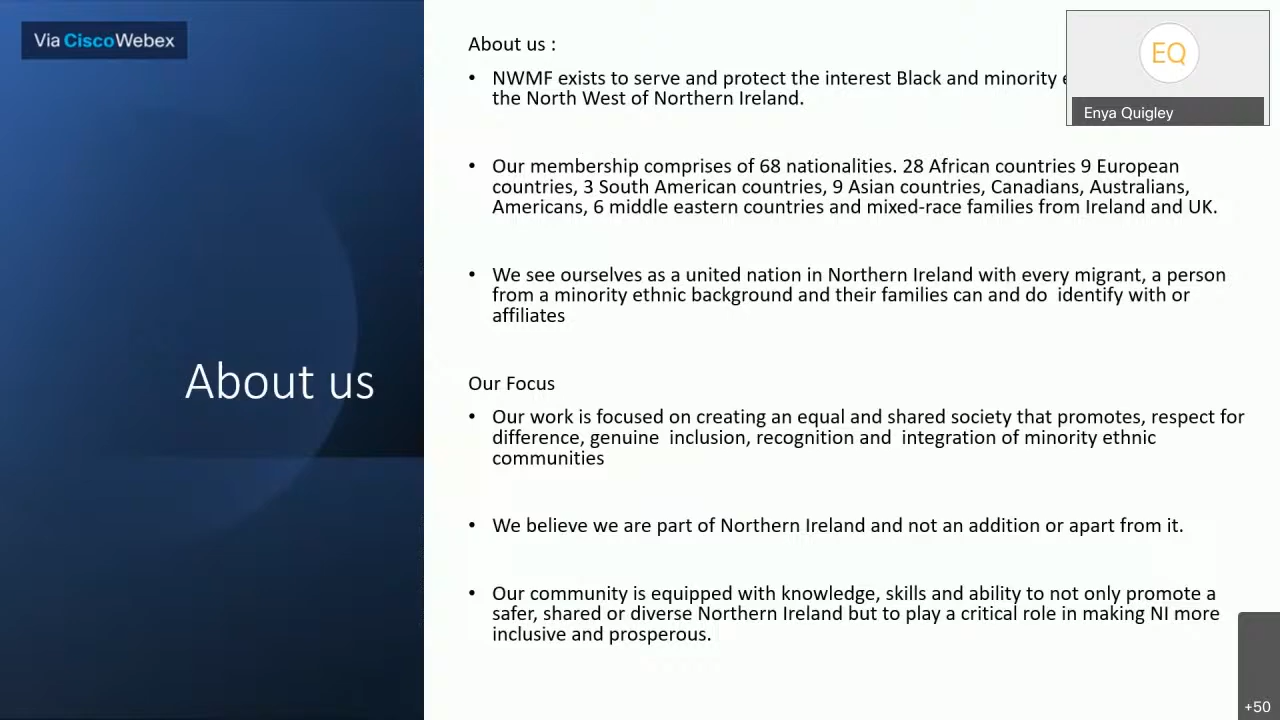 Via Cisco Webex
About us :
• NWMF exists to serve and protect the interest Black and minority
the North West of Northern Ireland.
EQ
Enya Quigley
• Our membership comprises of 68 nationalities. 28 African countries 9 European
countries, 3 South American countries, 9 Asian countries, Canadians, Australians,
Americans, 6 middle eastern countries and mixed-race families from Ireland and UK.
• We see ourselves as a united nation in Northern Ireland with every migrant, a person
from a minority ethnic background and their families can and do  identify with or
affiliates
About us
Our Focus
• Our work is focused on creating an equal and shared society that promotes, respect for
difference, genuine  inclusion, recognition and  integration of minority ethnic
communities
• We believe we are part of Northern Ireland and not an addition or apart from it.
• Our community is equipped with knowledge, skills and ability to not only promote a
safer, shared or diverse Northern Ireland but to play a critical role in making NI more
inclusive and prosperous.
+50